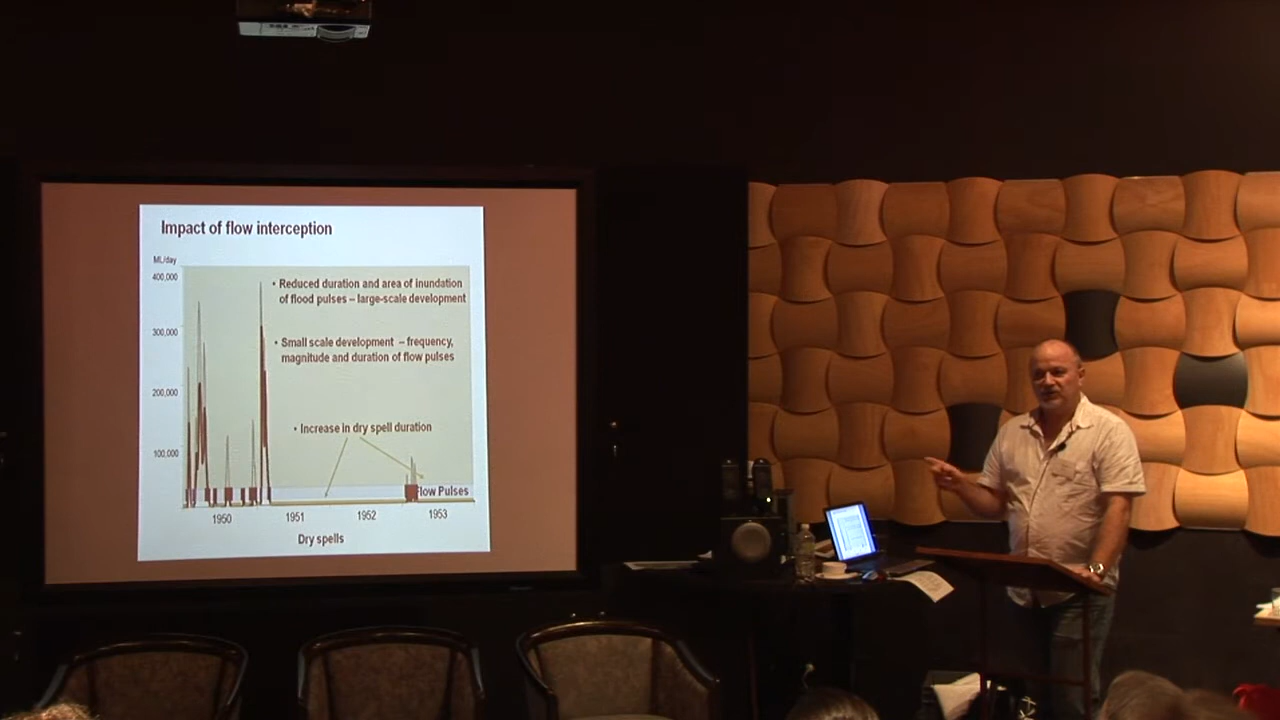 Impact of flow interception
ML/day
400,000
• Reduced duration and area of inundation
of flood pulses – large-scale development
300,000
• Small scale development – frequency,
magnitude and duration of flow pulses
200,000
• Increase in dry spell duration
100,000
Flow Pulses
1950 1951 1952 1953
Dry spells